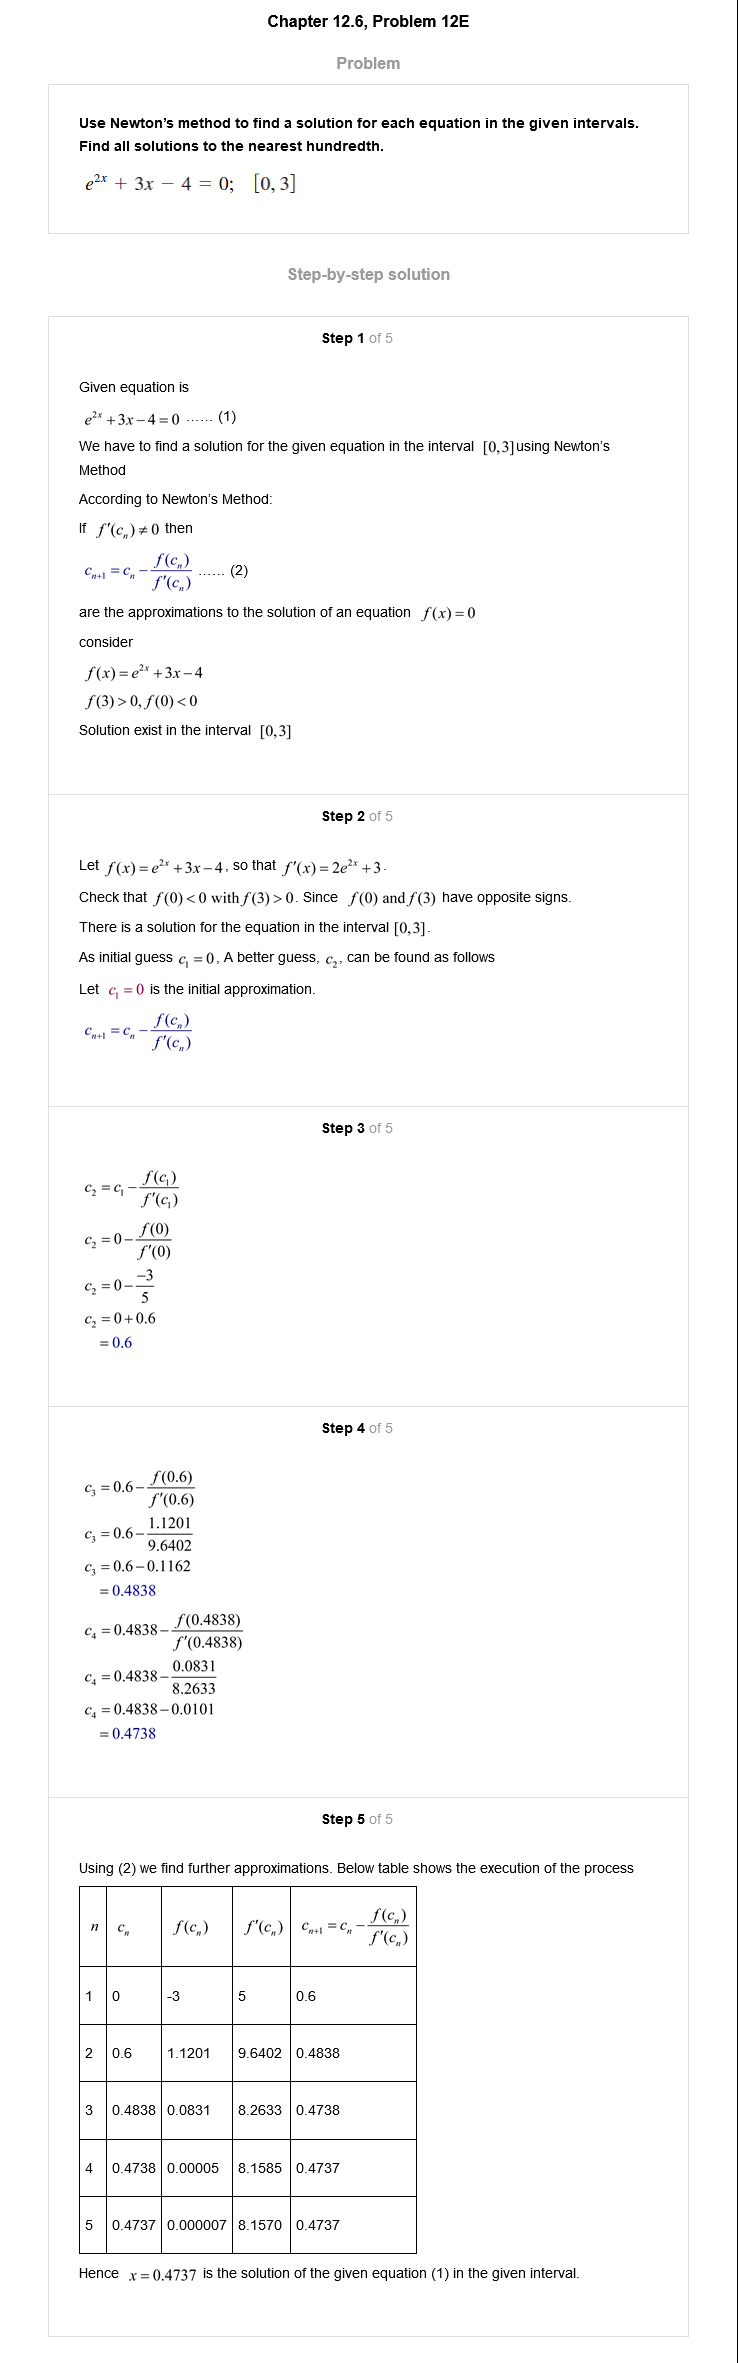 Chapter 12.6, Problem 12E
Problem
Use Newton's method to find a solution for each equation in the given intervals.
Find all solutions to the nearest hundredth.
e^{2x} + 3x − 4 = 0; [0, 3]
Step-by-step solution
Step 1 of 5
Given equation is
e^{2x} + 3x − 4 = 0 ...... (1)
We have to find a solution for the given equation in the interval [0,3] using Newton's
Method
According to Newton's Method:
If f′(c_n) ≠ 0 then
c_{n+1} = c_n − f(c_n)/f′(c_n) ...... (2)
are the approximations to the solution of an equation f(x) = 0
consider
f(x) = e^{2x} + 3x − 4
f(3) > 0, f(0) < 0
Solution exist in the interval [0,3]
Step 2 of 5
Let f(x) = e^{2x} + 3x − 4, so that f′(x) = 2e^{2x} + 3.
Check that f(0) < 0 with f(3) > 0. Since f(0) and f(3) have opposite signs.
There is a solution for the equation in the interval [0,3].
As initial guess c_1 = 0, A better guess, c_2, can be found as follows
Let c_1 = 0 is the initial approximation.
c_{n+1} = c_n − f(c_n)/f′(c_n)
Step 3 of 5
c_2 = c_1 − f(c_1)/f′(c_1)
c_2 = 0 − f(0)/f′(0)
c_2 = 0 − −3/5
c_2 = 0 + 0.6
= 0.6
Step 4 of 5
c_3 = 0.6 − f(0.6)/f′(0.6)
c_3 = 0.6 − 1.1201/9.6402
c_3 = 0.6 − 0.1162
= 0.4838
c_4 = 0.4838 − f(0.4838)/f′(0.4838)
c_4 = 0.4838 − 0.0831/8.2633
c_4 = 0.4838 − 0.0101
= 0.4738
Step 5 of 5
Using (2) we find further approximations. Below table shows the execution of the process
n c_n f(c_n) f′(c_n) c_{n+1} = c_n − f(c_n)/f′(c_n)
1 0 -3 5 0.6
2 0.6 1.1201 9.6402 0.4838
3 0.4838 0.0831 8.2633 0.4738
4 0.4738 0.00005 8.1585 0.4737
5 0.4737 0.000007 8.1570 0.4737
Hence x = 0.4737 is the solution of the given equation (1) in the given interval.